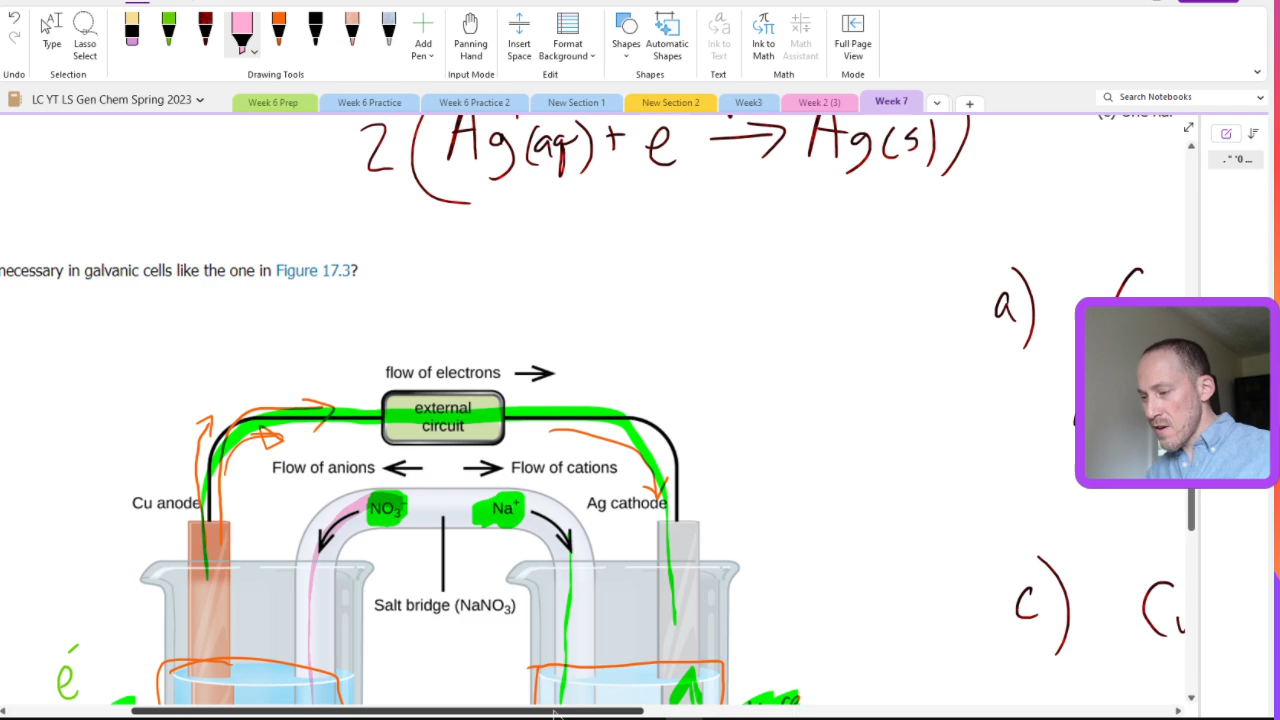 Undo
Type
Lasso Select
Selection
Drawing Tools
Add Pen
Panning Hand
Input Mode
Insert Space
Format Background
Edit
Shapes
Automatic Shapes
Shapes
Ink to Text
Text
Ink to Math
Math Assistant
Math
Full Page View
Mode
LC YT LS Gen Chem Spring 2023
Week 6 Prep
Week 6 Practice
Week 6 Practice 2
New Section 1
New Section 2
Week3
Week 2 (3)
Week 7
Search Notebooks
2(Ag(aq) + e → Ag(s))
necessary in galvanic cells like the one in Figure 17.3?
a)
flow of electrons →
external circuit
Flow of anions ← → Flow of cations
Cu anode
NO3⁻
Na⁺
Ag cathode
Salt bridge (NaNO3)
c) Cu
e